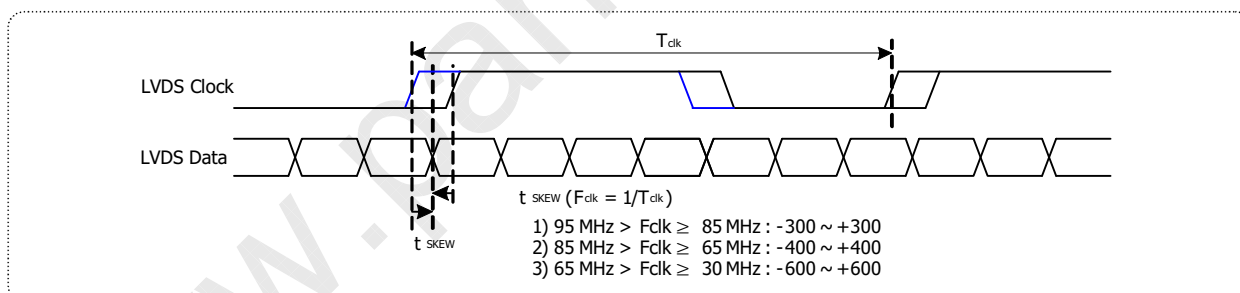 Tclk
LVDS Clock
LVDS Data
t SKEW (Fclk = 1/Tclk)
1) 95 MHz > Fclk ≥ 85 MHz : -300 ~ +300
t SKEW
2) 85 MHz > Fclk ≥ 65 MHz : -400 ~ +400
3) 65 MHz > Fclk ≥ 30 MHz : -600 ~ +600